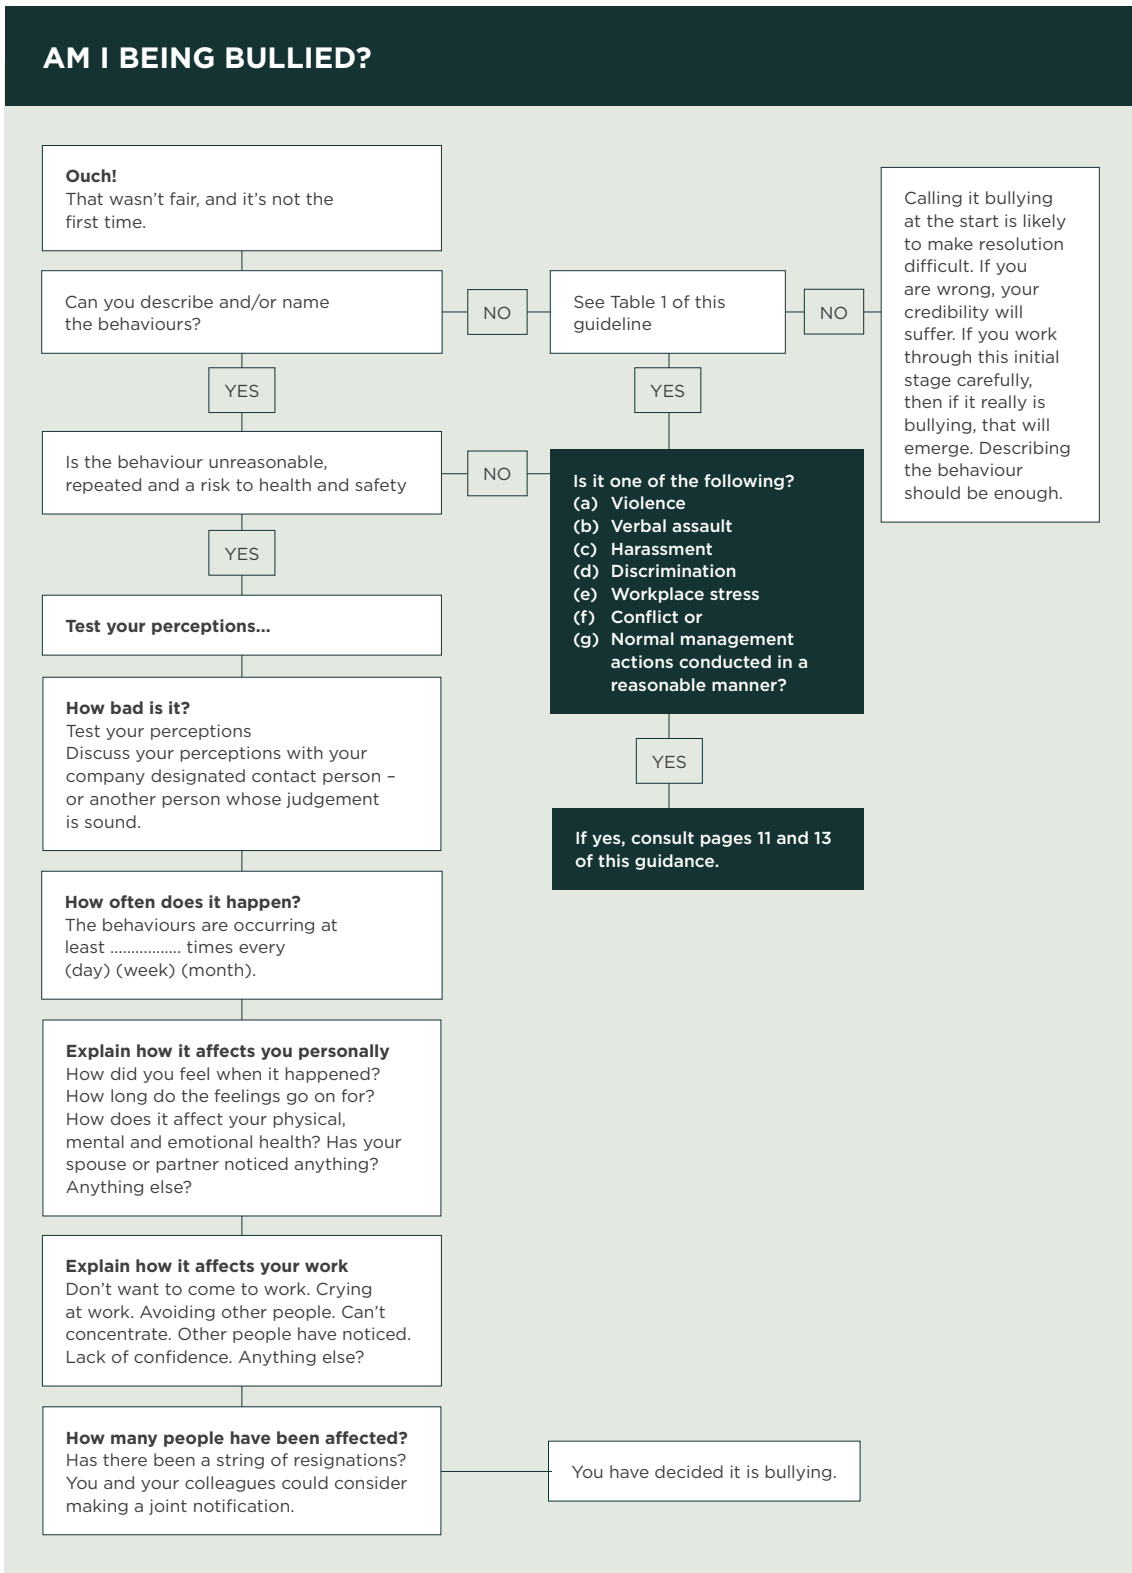 AM I BEING BULLIED?
Ouch!
That wasn’t fair, and it’s not the
first time.
Can you describe and/or name
the behaviours?
NO
See Table 1 of this
guideline
NO
Calling it bullying
at the start is likely
to make resolution
difficult. If you
are wrong, your
credibility will
suffer. If you work
through this initial
stage carefully,
then if it really is
bullying, that will
emerge. Describing
the behaviour
should be enough.
YES
YES
Is the behaviour unreasonable,
repeated and a risk to health and safety
NO
Is it one of the following?
(a) Violence
(b) Verbal assault
(c) Harassment
(d) Discrimination
(e) Workplace stress
(f) Conflict or
(g) Normal management
actions conducted in a
reasonable manner?
YES
If yes, consult pages 11 and 13
of this guidance.
YES
Test your perceptions...
How bad is it?
Test your perceptions
Discuss your perceptions with your
company designated contact person –
or another person whose judgement
is sound.
How often does it happen?
The behaviours are occurring at
least ................. times every
(day) (week) (month).
Explain how it affects you personally
How did you feel when it happened?
How long do the feelings go on for?
How does it affect your physical,
mental and emotional health? Has your
spouse or partner noticed anything?
Anything else?
Explain how it affects your work
Don’t want to come to work. Crying
at work. Avoiding other people. Can’t
concentrate. Other people have noticed.
Lack of confidence. Anything else?
How many people have been affected?
Has there been a string of resignations?
You and your colleagues could consider
making a joint notification.
You have decided it is bullying.